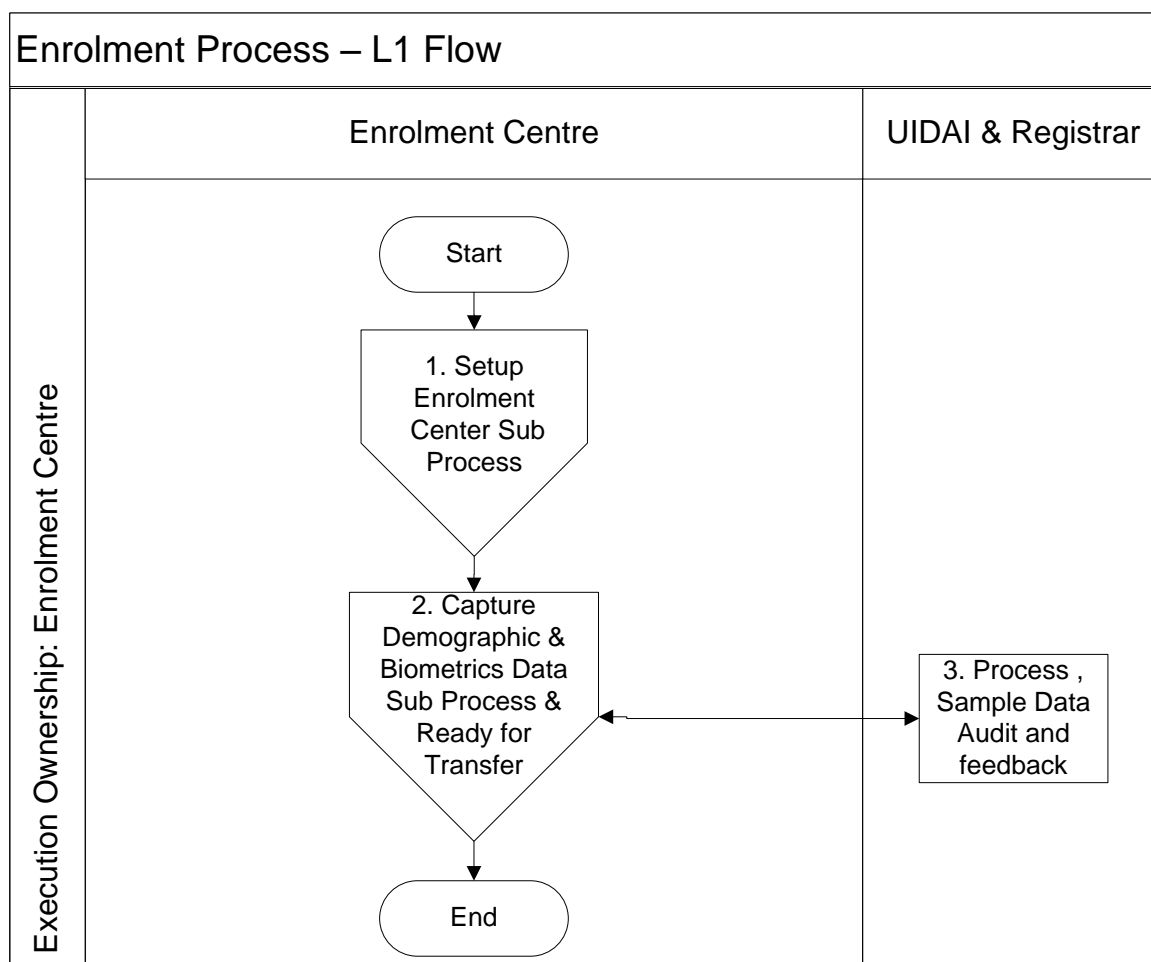 Enrolment Process – L1 Flow
Enrolment Centre
UIDAI & Registrar
Execution Ownership: Enrolment Centre
Start
1. Setup
Enrolment
Center Sub
Process
2. Capture
Demographic &
Biometrics Data
Sub Process &
Ready for
Transfer
3. Process ,
Sample Data
Audit and
feedback
End